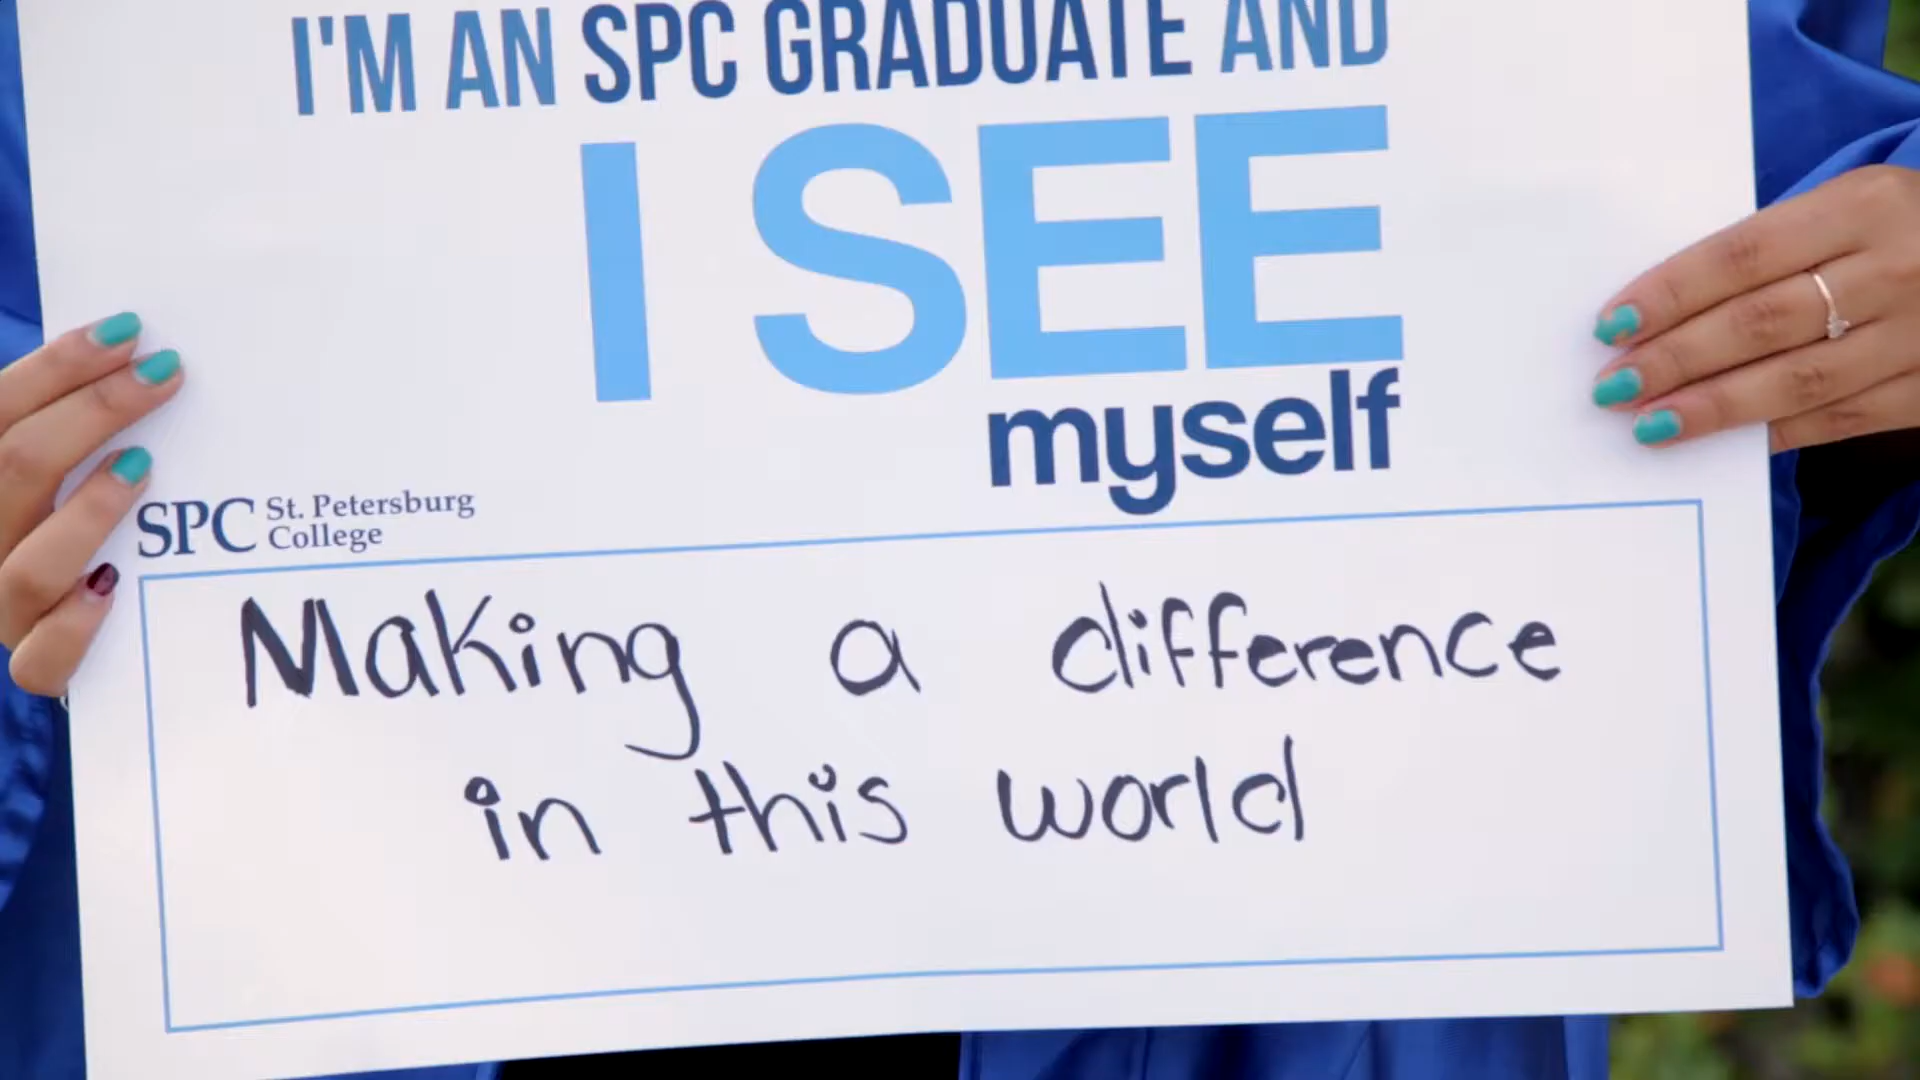 I'M AN SPC GRADUATE AND
I SEE
myself
SPC St. Petersburg
College
Making a difference
in this world